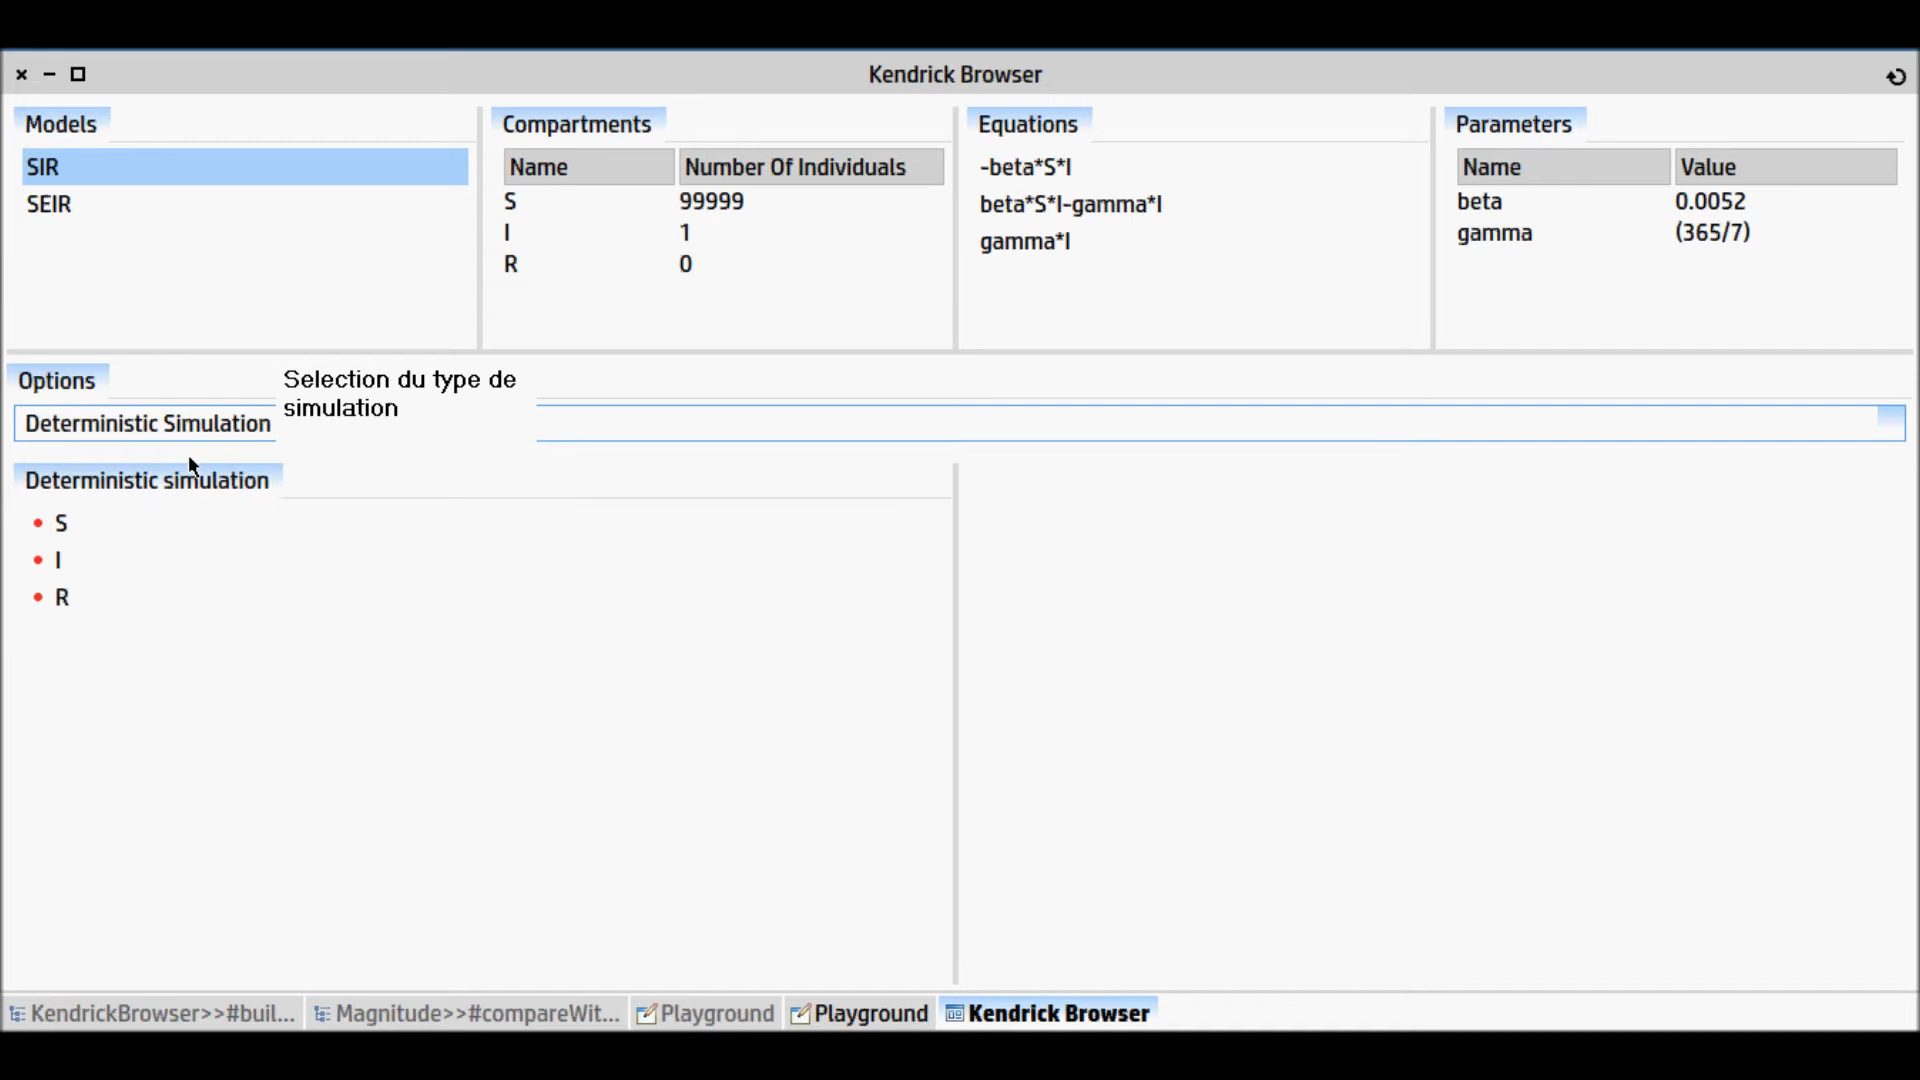 Kendrick Browser
Models
SIR
SEIR
Compartments
Name Number Of Individuals
S 99999
I 1
R 0
Equations
-beta*S*I
beta*S*I-gamma*I
gamma*I
Parameters
Name Value
beta 0.0052
gamma (365/7)
Options
Selection du type de
simulation
Deterministic Simulation
Deterministic simulation
S
I
R
KendrickBrowser>>#buil... Magnitude>>#compareWit... Playground Playground Kendrick Browser